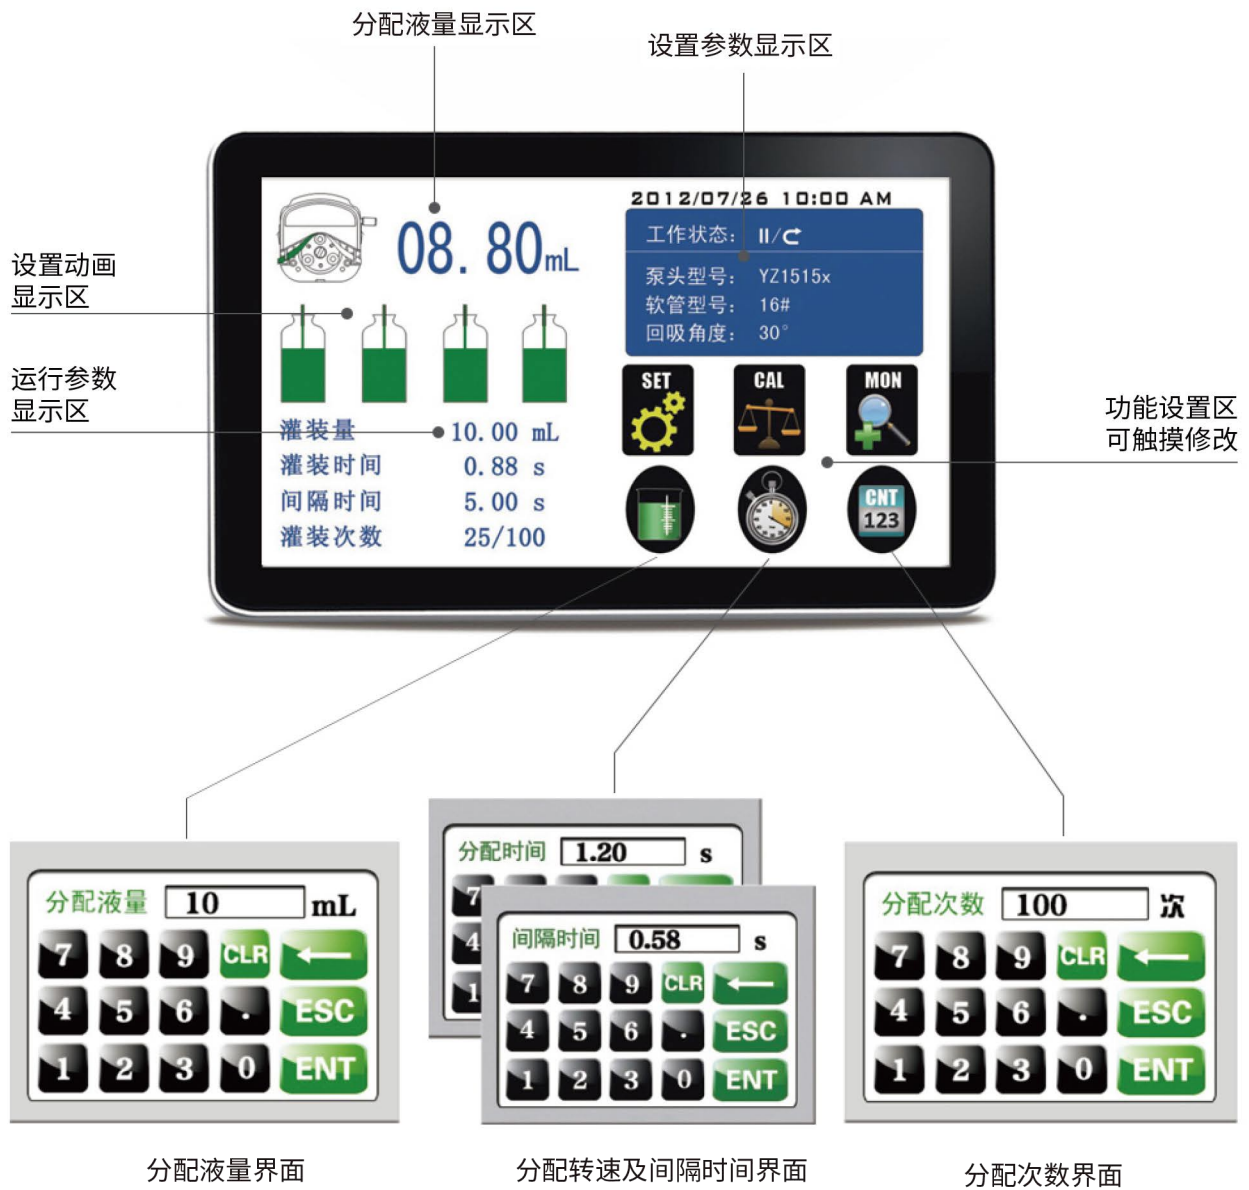 分配液量显示区
设置参数显示区
2012/07/26 10:00 AM
08.80mL
工作状态： II/
泵头型号： YZ1515x
软管型号： 16#
回吸角度： 30°
设置动画
显示区
运行参数
显示区
SET
CAL
MON
功能设置区
可触摸修改
灌装量 10.00 mL
灌装时间 0.88 s
间隔时间 5.00 s
灌装次数 25/100
CNT
123
分配液量 10 mL
7 8 9 CLR ←
4 5 6 . ESC
1 2 3 0 ENT
分配时间 1.20 s
7
4
1
间隔时间 0.58 s
7 8 9 CLR ←
4 5 6 . ESC
1 2 3 0 ENT
分配次数 100 次
7 8 9 CLR ←
4 5 6 . ESC
1 2 3 0 ENT
分配液量界面
分配转速及间隔时间界面
分配次数界面